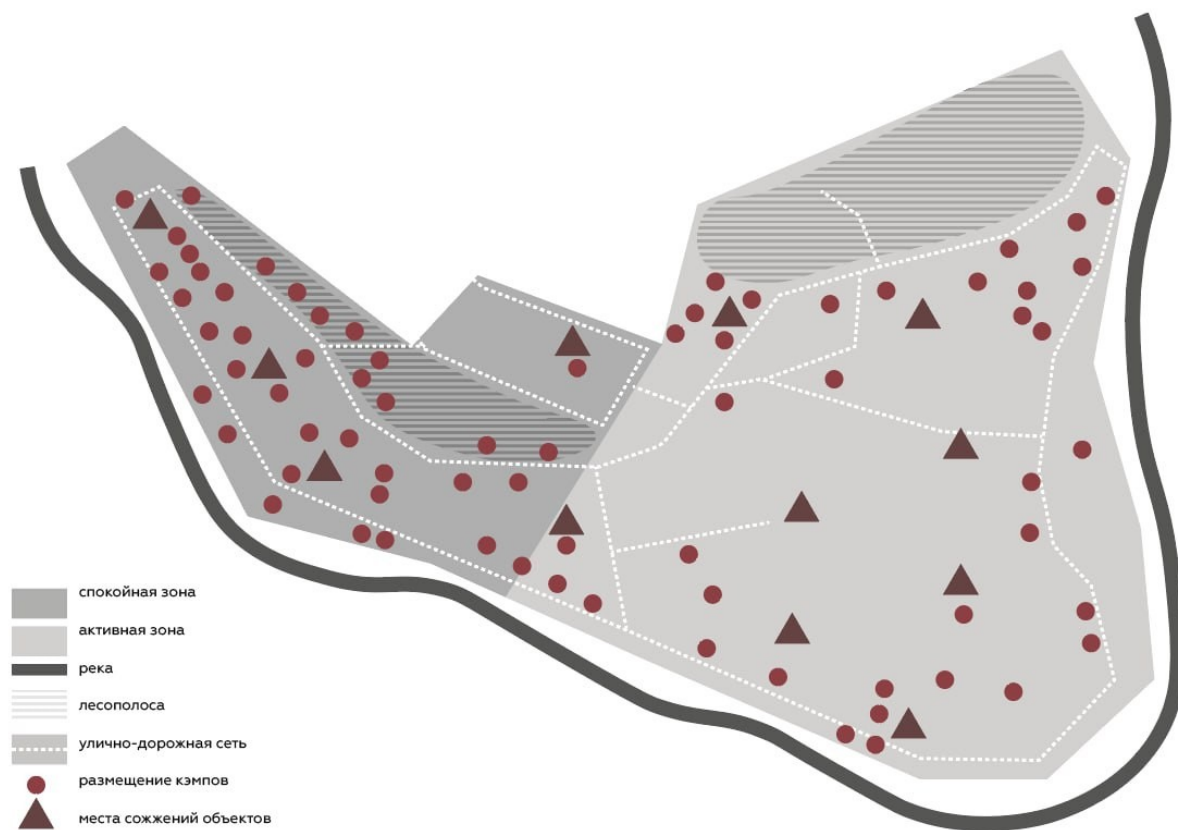 спокойная зона
активная зона
река
лесополоса
улично-дорожная сеть
размещение кэмпов
места сожжений объектов